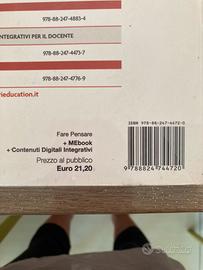 978-88-247-4883-4
INTEGRATIVI PER IL DOCENTE
978-88-247-4473-7
978-88-247-4776-9
rieducation.it
Fare Pensare
+ MEbook
+ Contenuti Digitali Integrativi
Prezzo al pubblico
Euro 21,20
ISBN 978-88-247-4472-0
9 788824 744720